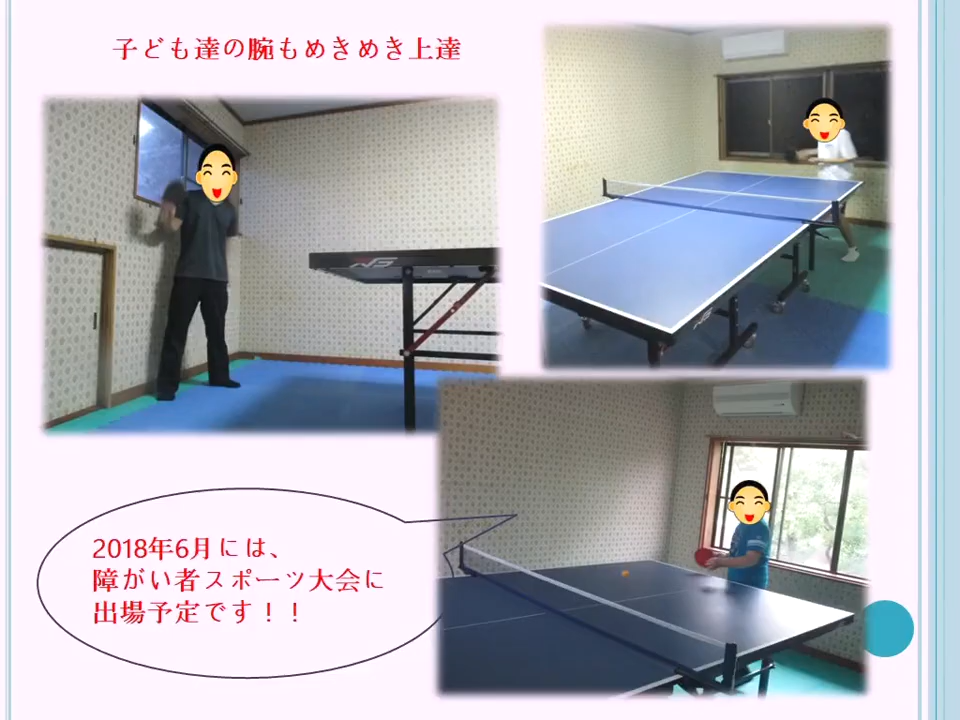 子ども達の腕もめきめき上達
2018年6月には、
障がい者スポーツ大会に
出場予定です！！